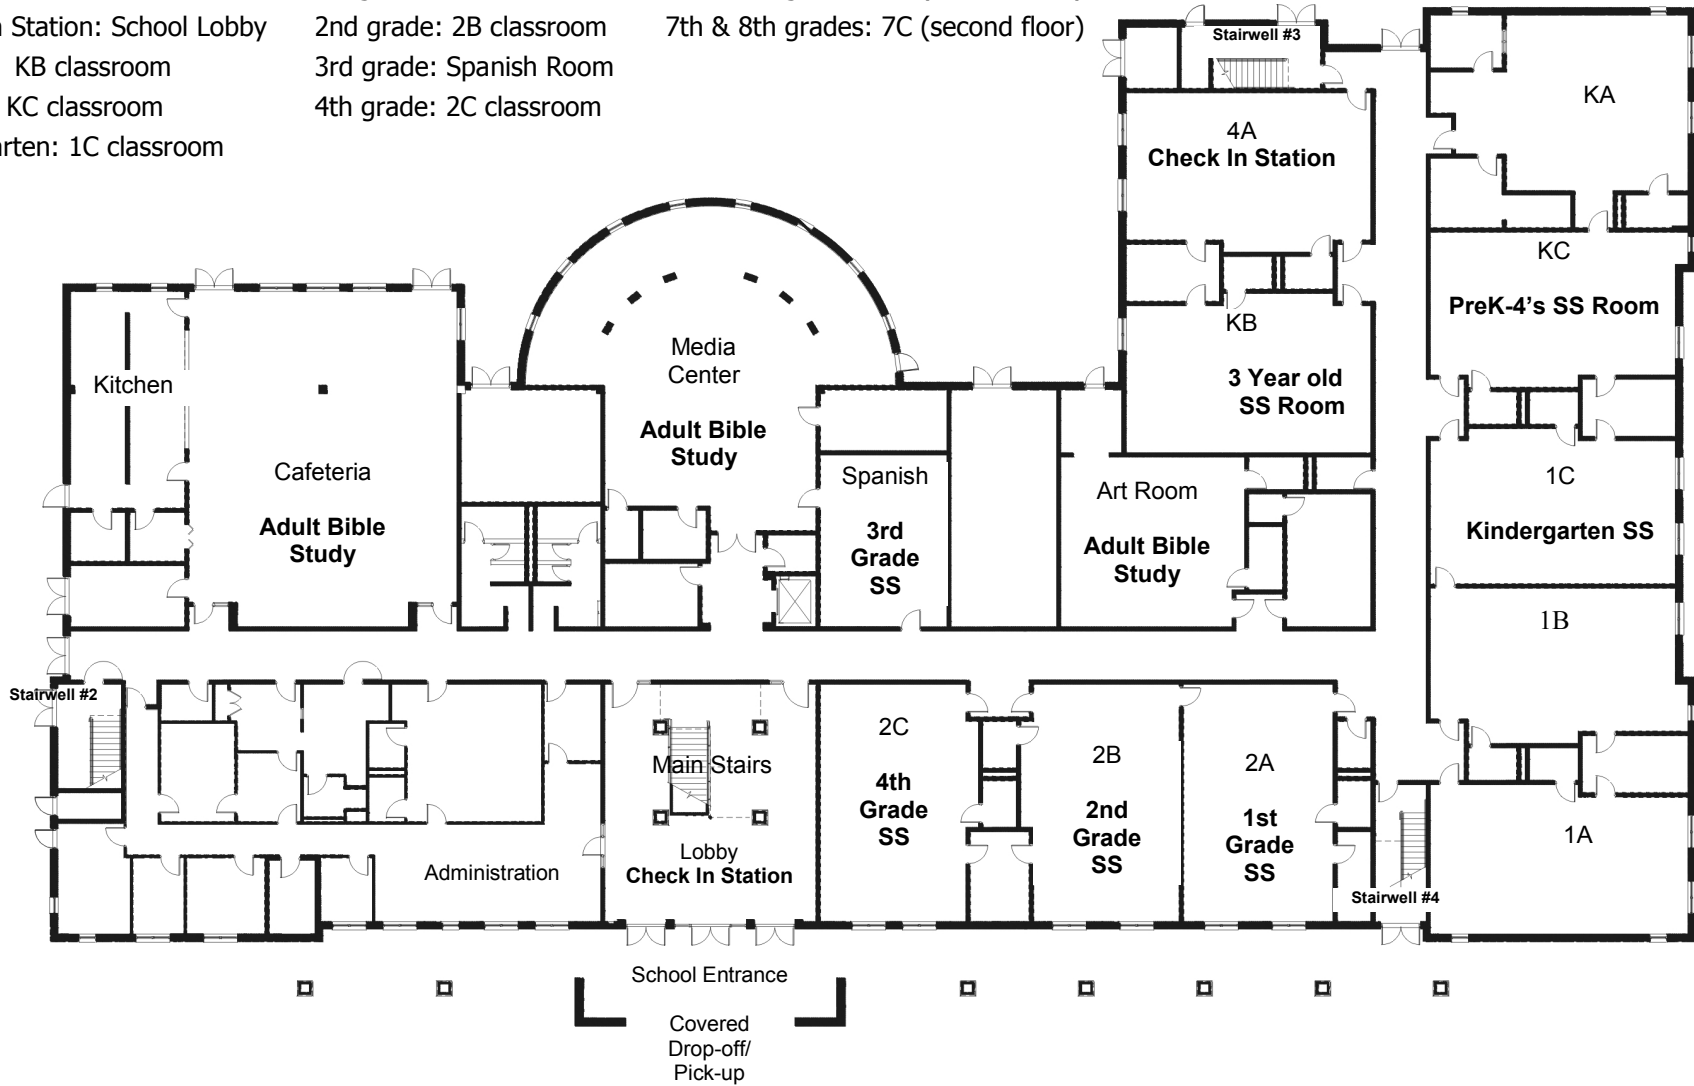 Station: School Lobby
2nd grade: 2B classroom
7th & 8th grades: 7C (second floor)
KB classroom
3rd grade: Spanish Room
KC classroom
4th grade: 2C classroom
1C classroom
Stairwell #3
KA
4A
Check In Station
KC
PreK-4’s SS Room
KB
3 Year old
SS Room
Media
Center
Adult Bible
Study
Kitchen
Cafeteria
Adult Bible
Study
Spanish
3rd
Grade
SS
Art Room
Adult Bible
Study
1C
Kindergarten SS
1B
Stairwell #2
Main Stairs
Lobby
Check In Station
Administration
2C
4th
Grade
SS
2B
2nd
Grade
SS
2A
1st
Grade
SS
Stairwell #4
1A
School Entrance
Covered
Drop-off/
Pick-up